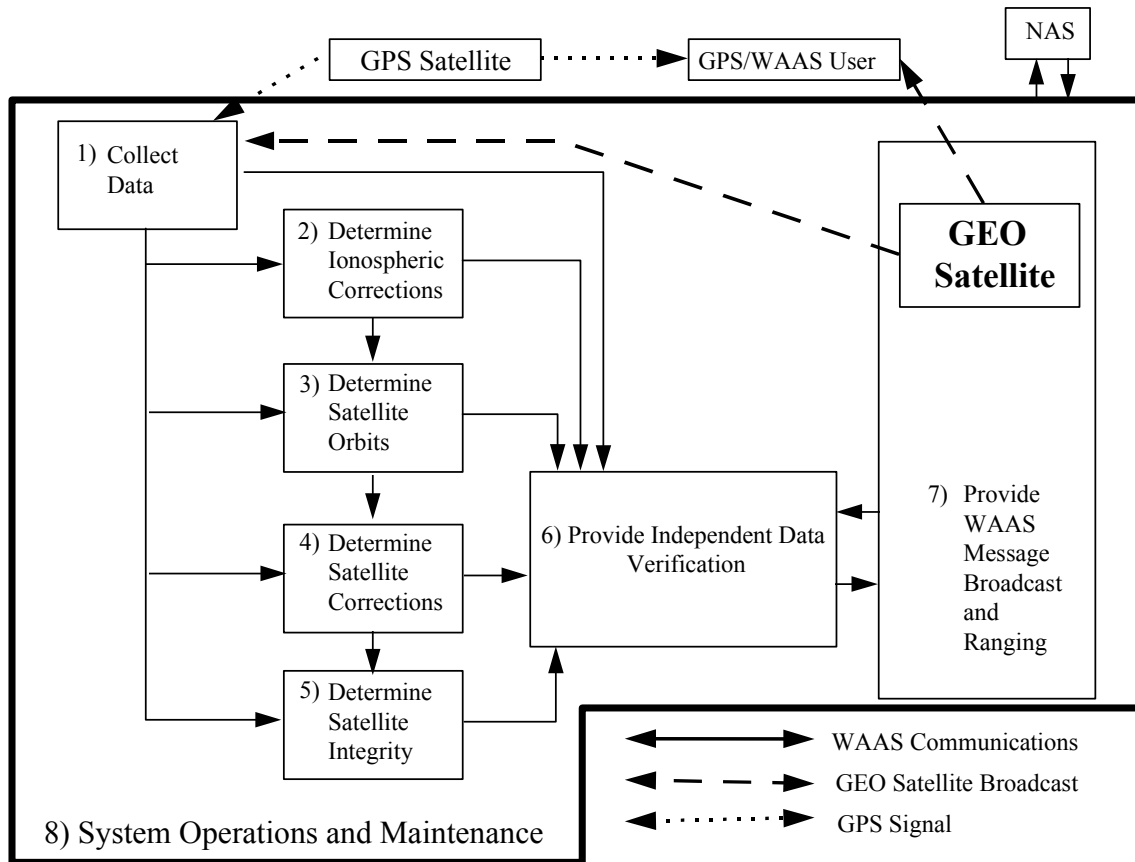 NAS
GPS Satellite
GPS/WAAS User
1) Collect
Data
2) Determine
Ionospheric
Corrections
GEO
Satellite
3) Determine
Satellite
Orbits
4) Determine
Satellite
Corrections
5) Determine
Satellite
Integrity
6) Provide Independent Data
Verification
7) Provide
WAAS
Message
Broadcast
and
Ranging
8) System Operations and Maintenance
WAAS Communications
GEO Satellite Broadcast
GPS Signal